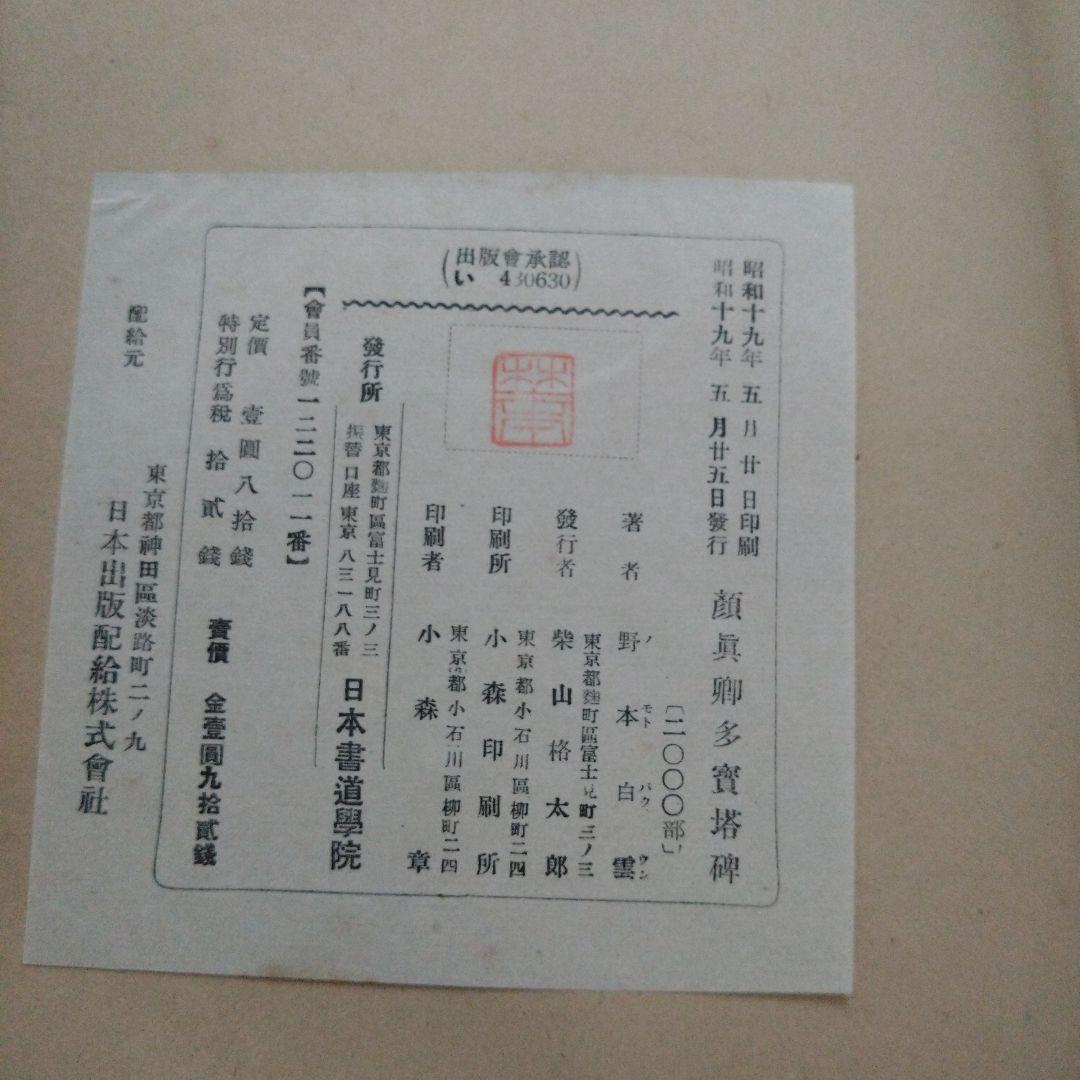 昭和十九年 五 月 廿 日印刷
昭和十九年 五 月廿五日發行
顏眞卿多寶塔碑
〔二〇〇〇部〕
(出版會承認
い 430630)
著者 野本白雲
ノ モト バク ウン
東京都麴町區富士見町三ノ三
發行者 柴山格太郎
東京都小石川區柳町二四
印刷所 小森印刷所
東京都小石川區柳町二四
印刷者 小森章
發行所
東京都麴町區富士見町三ノ三
振替口座東京八三一八八番
日本書道學院
【會員番號一二二〇一一番】
定價 壹圓八拾錢
特別行爲稅 拾貳錢
賣價 金壹圓九拾貳錢
配給元
東京都神田區淡路町二ノ九
日本出版配給株式會社